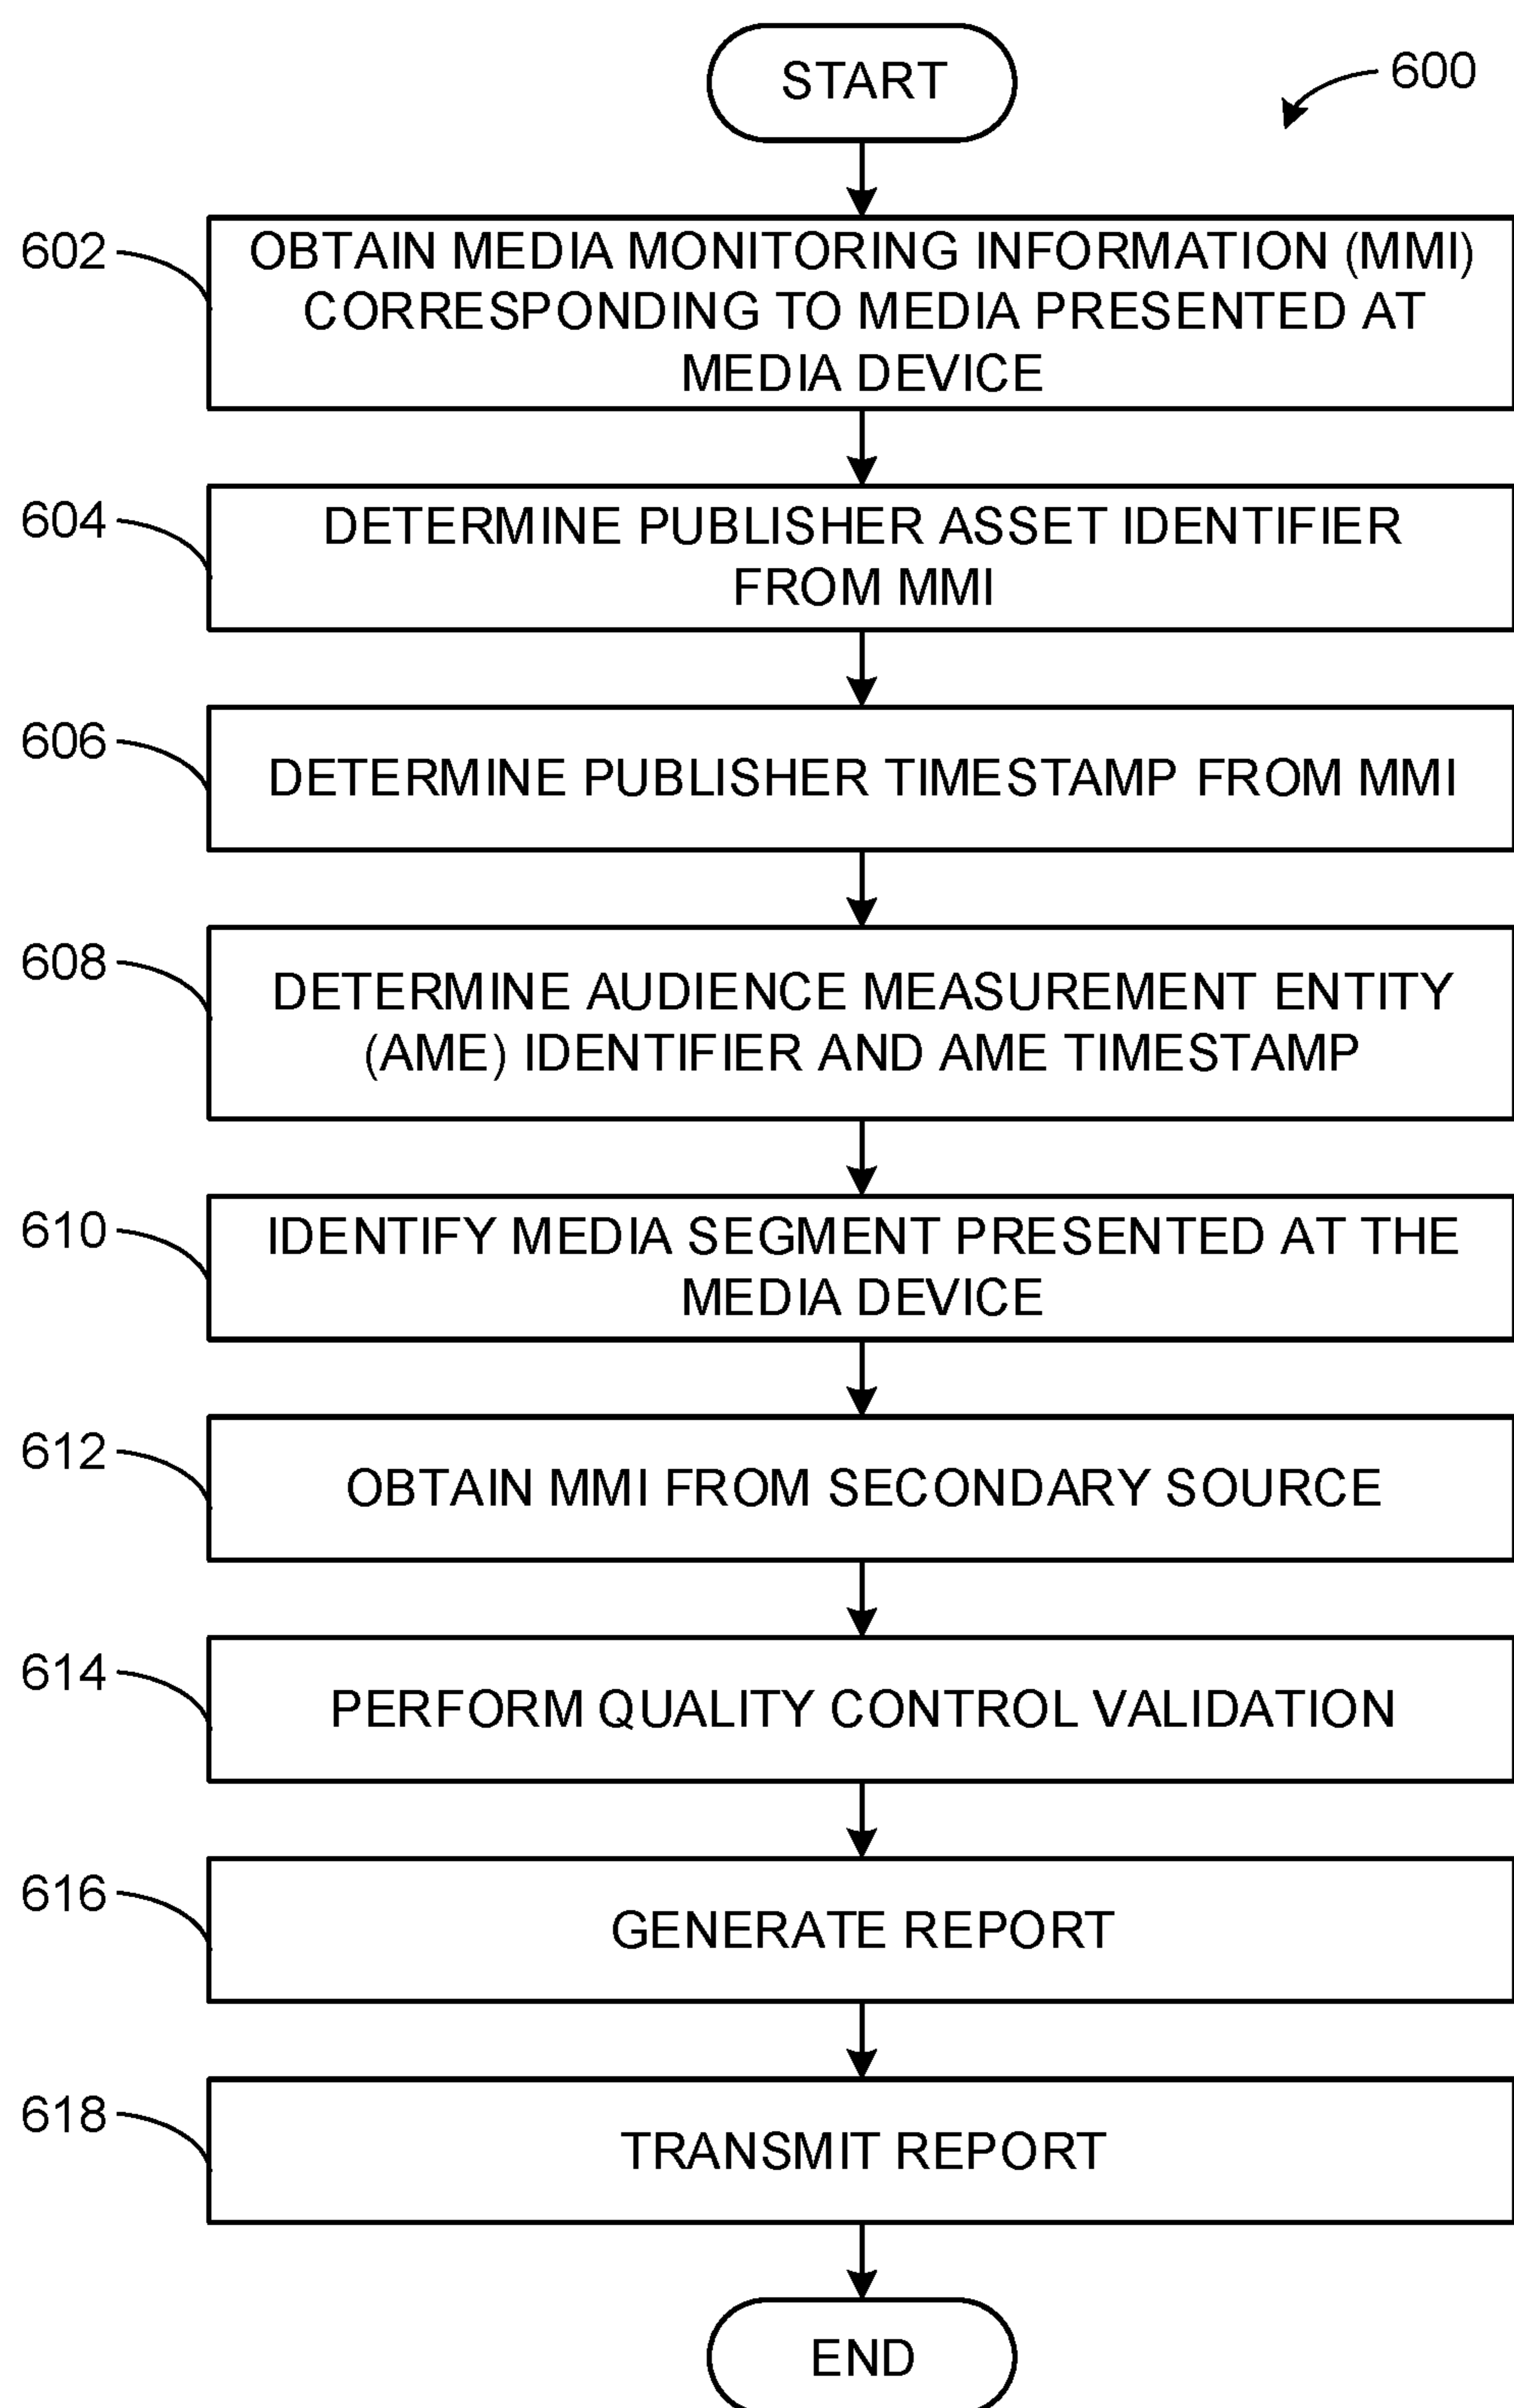 START
600
602
OBTAIN MEDIA MONITORING INFORMATION (MMI)
CORRESPONDING TO MEDIA PRESENTED AT
MEDIA DEVICE
604
DETERMINE PUBLISHER ASSET IDENTIFIER
FROM MMI
606
DETERMINE PUBLISHER TIMESTAMP FROM MMI
608
DETERMINE AUDIENCE MEASUREMENT ENTITY
(AME) IDENTIFIER AND AME TIMESTAMP
610
IDENTIFY MEDIA SEGMENT PRESENTED AT THE
MEDIA DEVICE
612
OBTAIN MMI FROM SECONDARY SOURCE
614
PERFORM QUALITY CONTROL VALIDATION
616
GENERATE REPORT
618
TRANSMIT REPORT
END